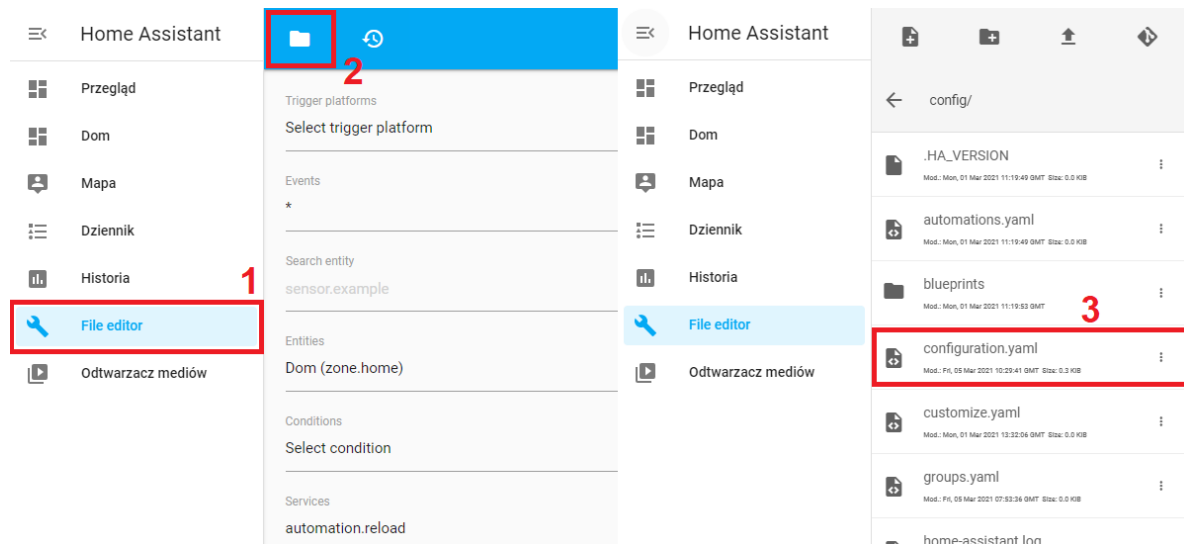 Home Assistant
Przegląd
Dom
Mapa
Dziennik
Historia
1
File editor
Odtwarzacz mediów
2
Trigger platforms
Select trigger platform
Events
*
Search entity
sensor.example
Entities
Dom (zone.home)
Conditions
Select condition
Services
automation.reload
Home Assistant
Przegląd
Dom
Mapa
Dziennik
Historia
File editor
Odtwarzacz mediów
config/
.HA_VERSION
Mod.: Mon, 01 Mar 2021 11:19:49 GMT Size: 0.0 KiB
automations.yaml
Mod.: Mon, 01 Mar 2021 11:19:49 GMT Size: 0.0 KiB
blueprints
Mod.: Mon, 01 Mar 2021 11:19:53 GMT
3
configuration.yaml
Mod.: Fri, 05 Mar 2021 10:29:41 GMT Size: 0.3 KiB
customize.yaml
Mod.: Mon, 01 Mar 2021 13:32:06 GMT Size: 0.0 KiB
groups.yaml
Mod.: Fri, 05 Mar 2021 07:53:36 GMT Size: 0.0 KiB
home-assistant.log